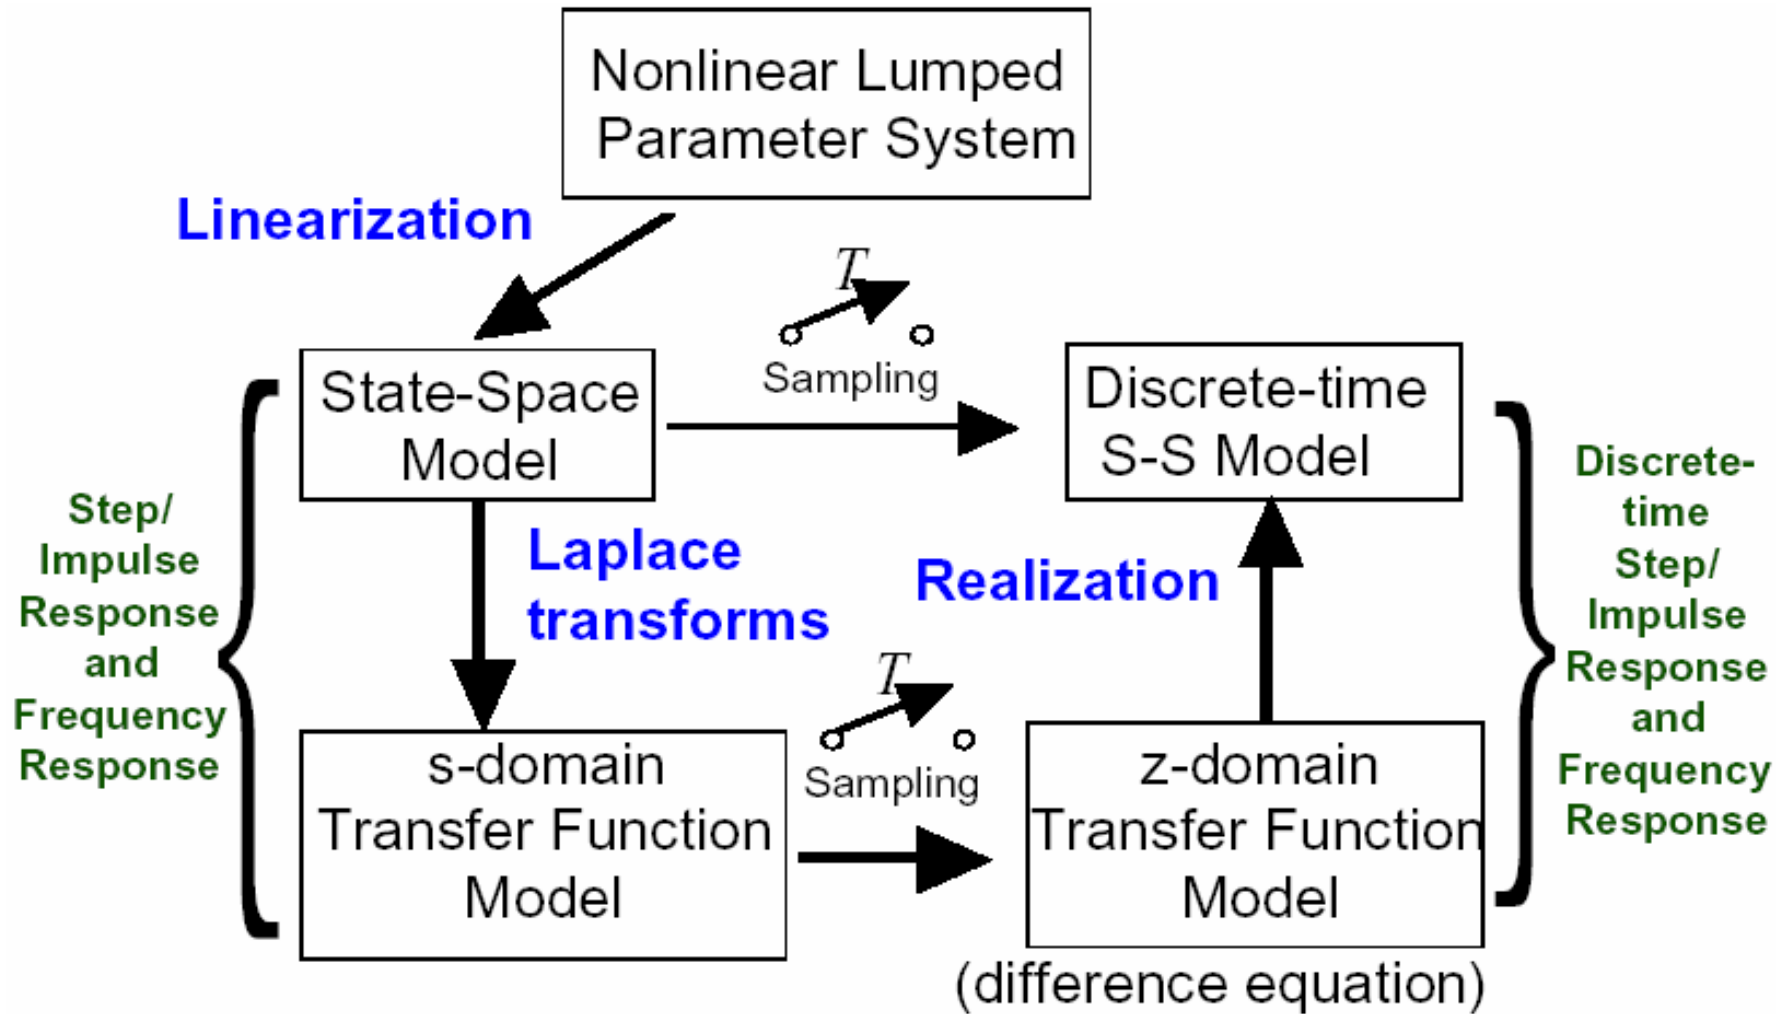 Nonlinear Lumped
Parameter System
Linearization
T
Sampling
State-Space
Model
Discrete-time
S-S Model
Step/
Impulse
Response
and
Frequency
Response
Laplace
transforms
Realization
Discrete-
time
Step/
Impulse
Response
and
Frequency
Response
T
Sampling
s-domain
Transfer Function
Model
z-domain
Transfer Function
Model
(difference equation)